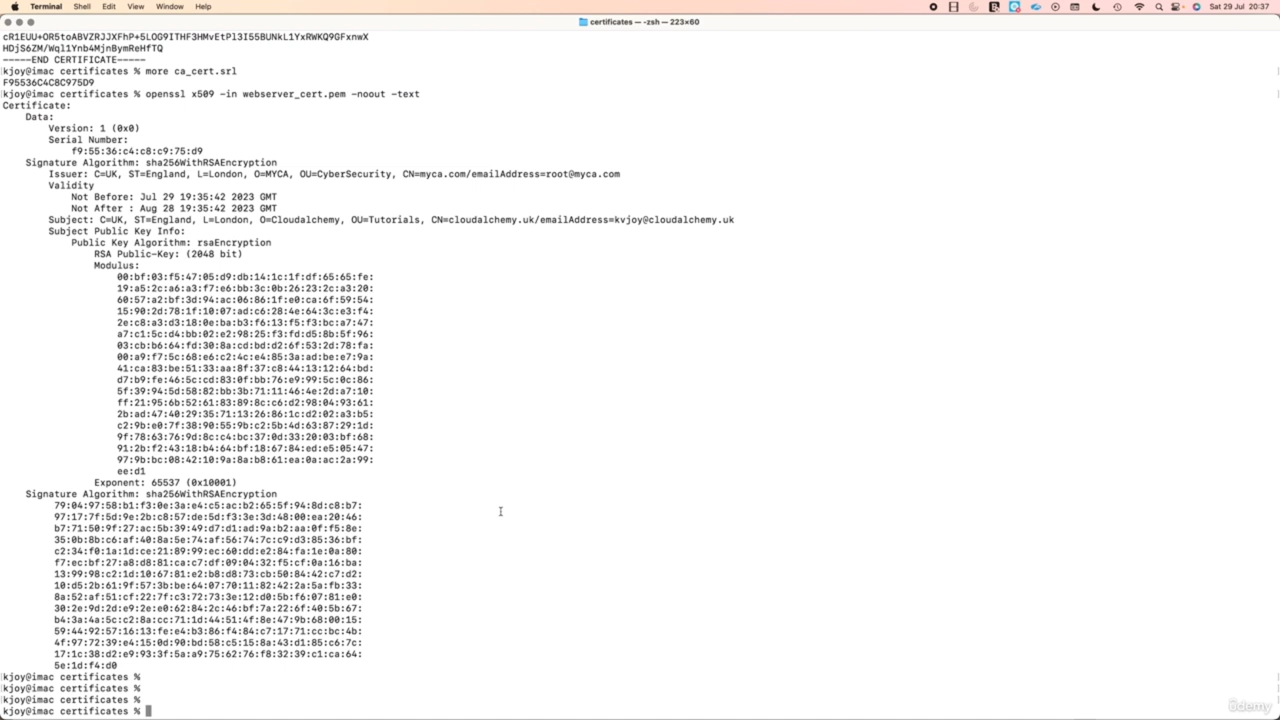 Terminal Shell Edit View Window Help
Sat 29 Jul 20:37
certificates — -zsh — 223×60
cR1EUU+OR5toABVZRJJXFhP+5LOG9ITHF3HMvEtPl3I55BUNkL1YxRWKQ9GFxnwX
HDjS6ZM/Wql1Ynb4MjnBymReHfTQ
-----END CERTIFICATE-----
kjoy@imac certificates % more ca_cert.srl
F95536C4C8C975D9
kjoy@imac certificates % openssl x509 -in webserver_cert.pem -noout -text
Certificate:
Data:
Version: 1 (0x0)
Serial Number:
f9:55:36:c4:c8:c9:75:d9
Signature Algorithm: sha256WithRSAEncryption
Issuer: C=UK, ST=England, L=London, O=MYCA, OU=CyberSecurity, CN=myca.com/emailAddress=root@myca.com
Validity
Not Before: Jul 29 19:35:42 2023 GMT
Not After : Aug 28 19:35:42 2023 GMT
Subject: C=UK, ST=England, L=London, O=Cloudalchemy, OU=Tutorials, CN=cloudalchemy.uk/emailAddress=kvjoy@cloudalchemy.uk
Subject Public Key Info:
Public Key Algorithm: rsaEncryption
RSA Public-Key: (2048 bit)
Modulus:
00:bf:03:f5:47:05:d9:db:14:1c:1f:df:65:65:fe:
19:a5:2c:a6:a3:f7:e6:bb:3c:0b:26:23:2c:a3:20:
60:57:a2:bf:3d:94:ac:06:86:1f:e0:ca:6f:59:54:
15:90:2d:78:1f:10:07:ad:c6:28:4e:64:3c:e3:f4:
2e:c8:a3:d3:18:0e:ba:b3:f6:13:f5:f3:bc:a7:47:
a7:c1:5c:d4:bb:02:e2:98:25:f3:fd:d5:8b:5f:96:
03:cb:b6:64:fd:30:8a:cd:bd:d2:6f:53:2d:78:fa:
00:a9:f7:5c:68:e6:c2:4c:e4:85:3a:ad:be:e7:9a:
41:ca:83:be:51:33:aa:8f:37:c8:44:13:12:64:bd:
d7:b9:fe:46:5c:cd:83:0f:bb:76:e9:99:5c:0c:86:
5f:39:94:5d:58:82:bb:3b:71:11:46:4e:2d:a7:10:
ff:21:95:6b:52:61:83:89:8c:c6:d2:98:04:93:61:
2b:ad:47:40:29:35:71:13:26:86:1c:d2:02:a3:b5:
c2:9b:e0:7f:38:90:55:9b:c2:5b:4d:63:87:29:1d:
9f:78:63:76:9d:8c:c4:bc:37:0d:33:20:03:bf:68:
91:2b:f2:43:18:b4:64:bf:18:67:84:ed:e5:05:47:
97:9b:bc:08:42:10:9a:8a:b8:61:ea:0a:ac:2a:99:
ee:d1
Exponent: 65537 (0x10001)
Signature Algorithm: sha256WithRSAEncryption
79:04:97:58:b1:f3:0e:3a:e4:c5:ac:b2:65:5f:94:8d:c8:b7:
97:17:7f:5d:9e:2b:c8:57:de:5d:f3:3e:3d:48:00:ea:20:46:
b7:71:50:9f:27:ac:5b:39:49:d7:d1:ad:9a:b2:aa:0f:f5:8e:
35:0b:8b:c6:af:40:8a:5e:74:af:56:74:7c:c9:d3:85:36:bf:
c2:34:f0:1a:1d:ce:21:89:99:ec:60:dd:e2:84:fa:1e:0a:80:
f7:ec:bf:27:a8:d8:81:ca:c7:df:09:04:32:f5:cf:0a:16:ba:
13:99:98:c2:1d:10:67:81:e2:b8:d8:73:cb:50:84:42:c7:d2:
10:d5:2b:61:9f:57:3b:be:64:07:70:11:82:42:2a:5a:fb:33:
8a:52:af:51:cf:22:7f:c3:72:73:3e:12:d0:5b:f6:07:81:e0:
30:2e:9d:2d:e9:2e:e0:62:84:2c:46:bf:7a:22:6f:40:5b:67:
b4:3a:4a:5c:c2:8a:cc:71:1d:44:51:4f:8e:47:9b:68:00:15:
59:44:92:57:16:13:fe:e4:b3:86:f4:84:c7:17:71:cc:bc:4b:
4f:97:72:39:e4:15:0d:90:bd:58:c5:15:8a:43:d1:85:c6:7c:
17:1c:38:d2:e9:93:3f:5a:a9:75:62:76:f8:32:39:c1:ca:64:
5e:1d:f4:d0
kjoy@imac certificates %
kjoy@imac certificates %
kjoy@imac certificates %
kjoy@imac certificates %
ûdemy